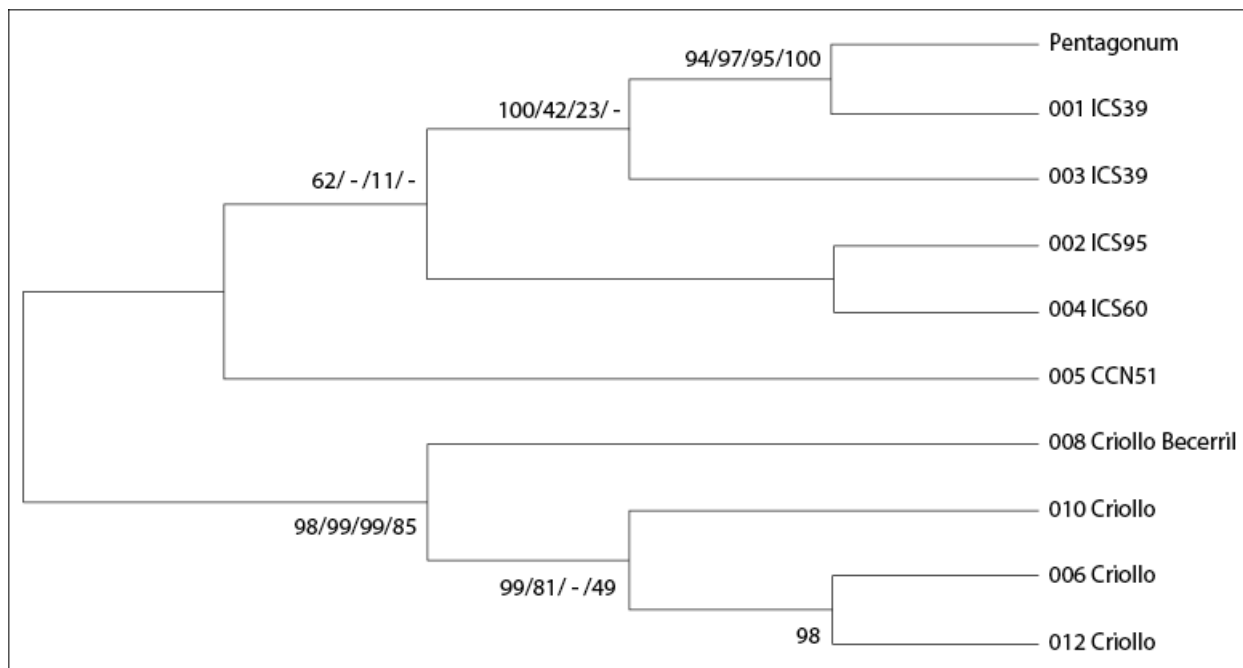 Pentagonum
94/97/95/100
001 ICS39
100/42/23/ -
003 ICS39
62/ - /11/ -
002 ICS95
004 ICS60
005 CCN51
008 Criollo Becerril
010 Criollo
98/99/99/85
006 Criollo
99/81/ - /49
98
012 Criollo